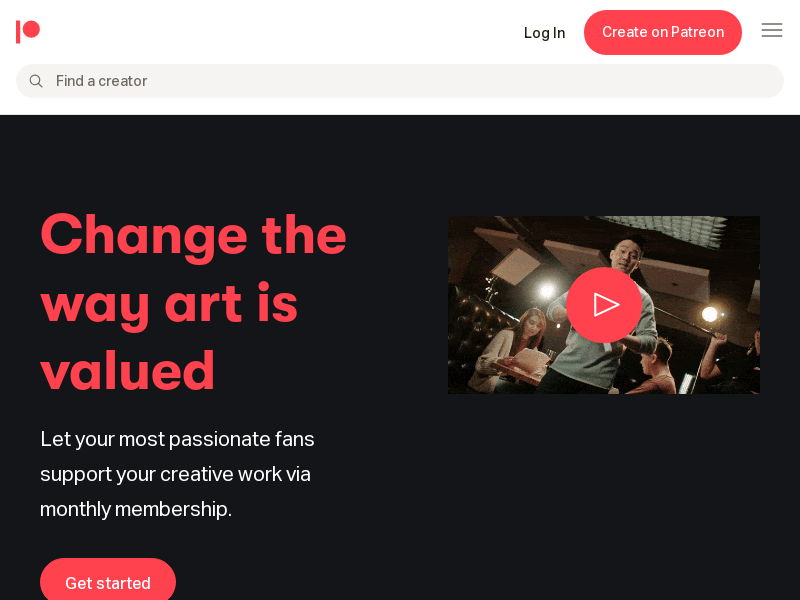 Log In
Create on Patreon
Find a creator
Change the
way art is
valued
Let your most passionate fans
support your creative work via
monthly membership.
Get started